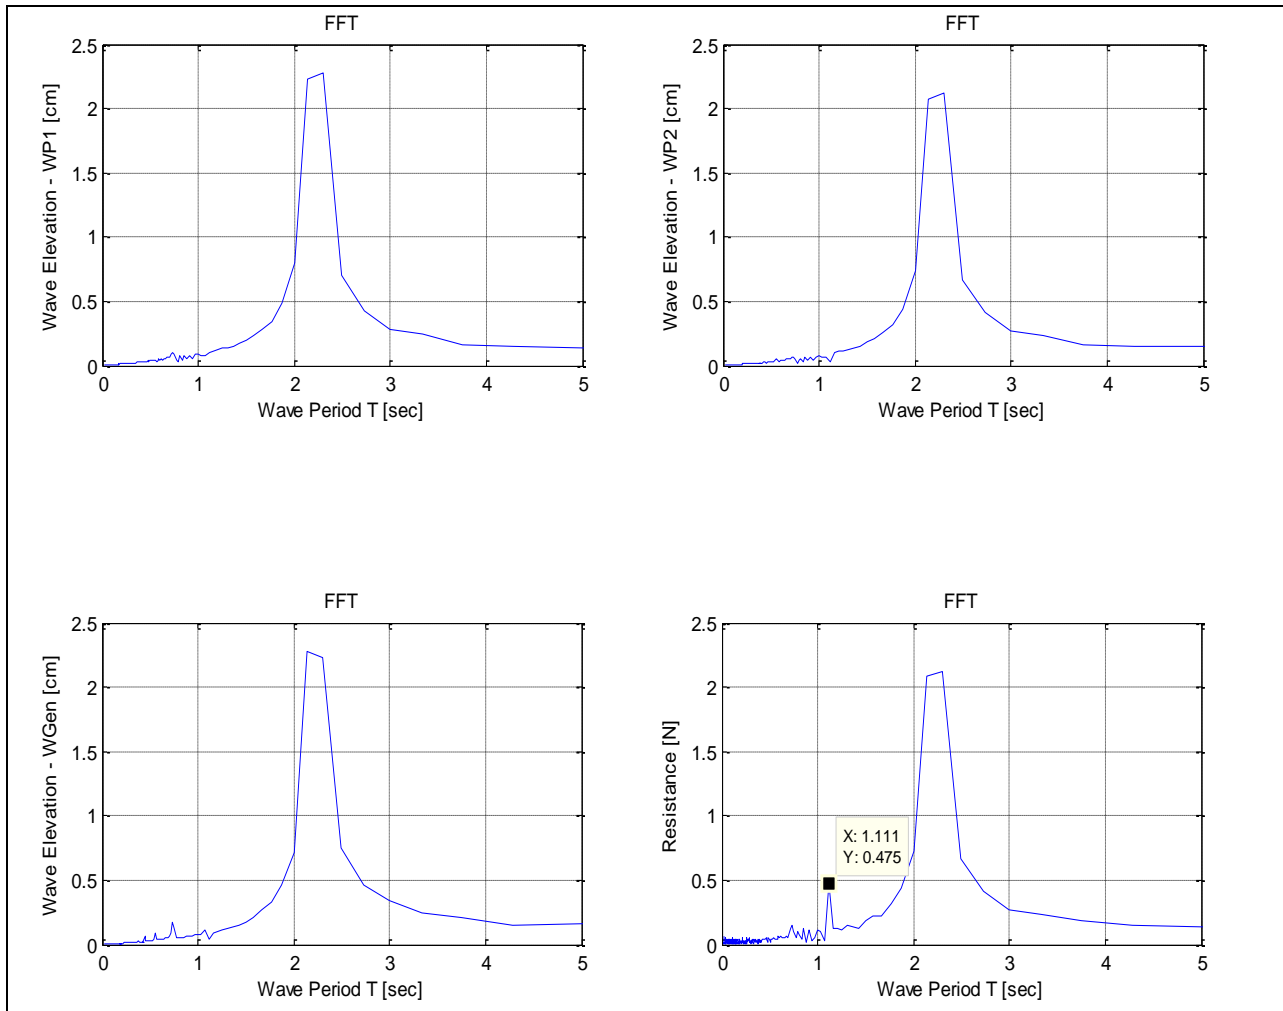 FFT
2.5
2
1.5
1
0.5
0
Wave Elevation - WP1 [cm]
0 1 2 3 4 5
Wave Period T [sec]
FFT
2.5
2
1.5
1
0.5
0
Wave Elevation - WP2 [cm]
0 1 2 3 4 5
Wave Period T [sec]
FFT
2.5
2
1.5
1
0.5
0
Wave Elevation - WGen [cm]
0 1 2 3 4 5
Wave Period T [sec]
FFT
2.5
2
1.5
1
0.5
0
Resistance [N]
X: 1.111
Y: 0.475
0 1 2 3 4 5
Wave Period T [sec]